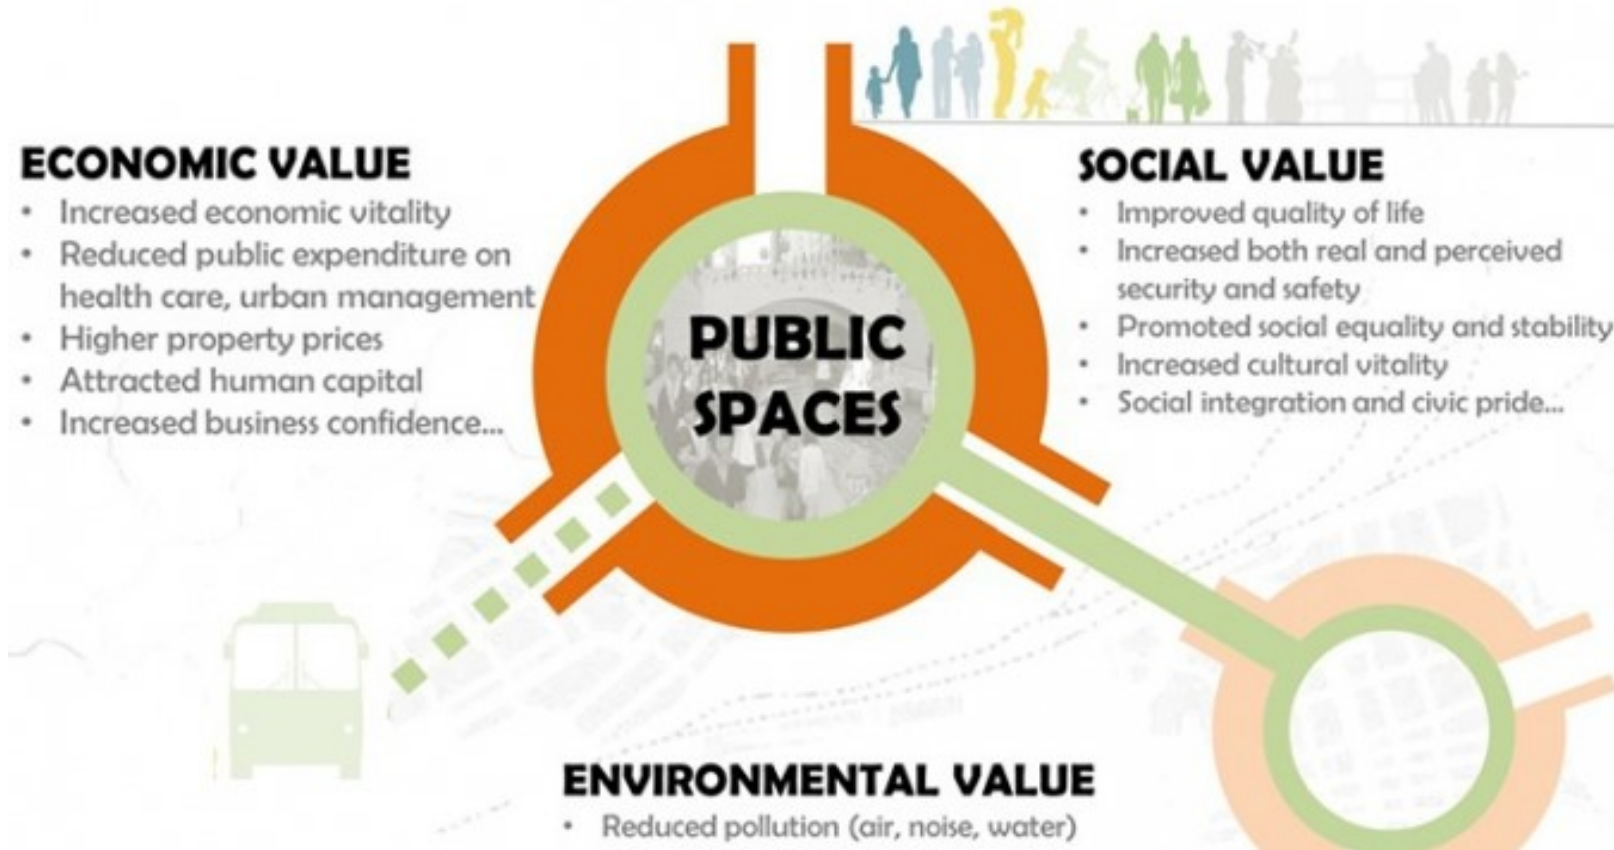 ECONOMIC VALUE
• Increased economic vitality
• Reduced public expenditure on
health care, urban management
• Higher property prices
• Attracted human capital
• Increased business confidence...
PUBLIC
SPACES
SOCIAL VALUE
• Improved quality of life
• Increased both real and perceived
security and safety
• Promoted social equality and stability
• Increased cultural vitality
• Social integration and civic pride...
ENVIRONMENTAL VALUE
• Reduced pollution (air, noise, water)